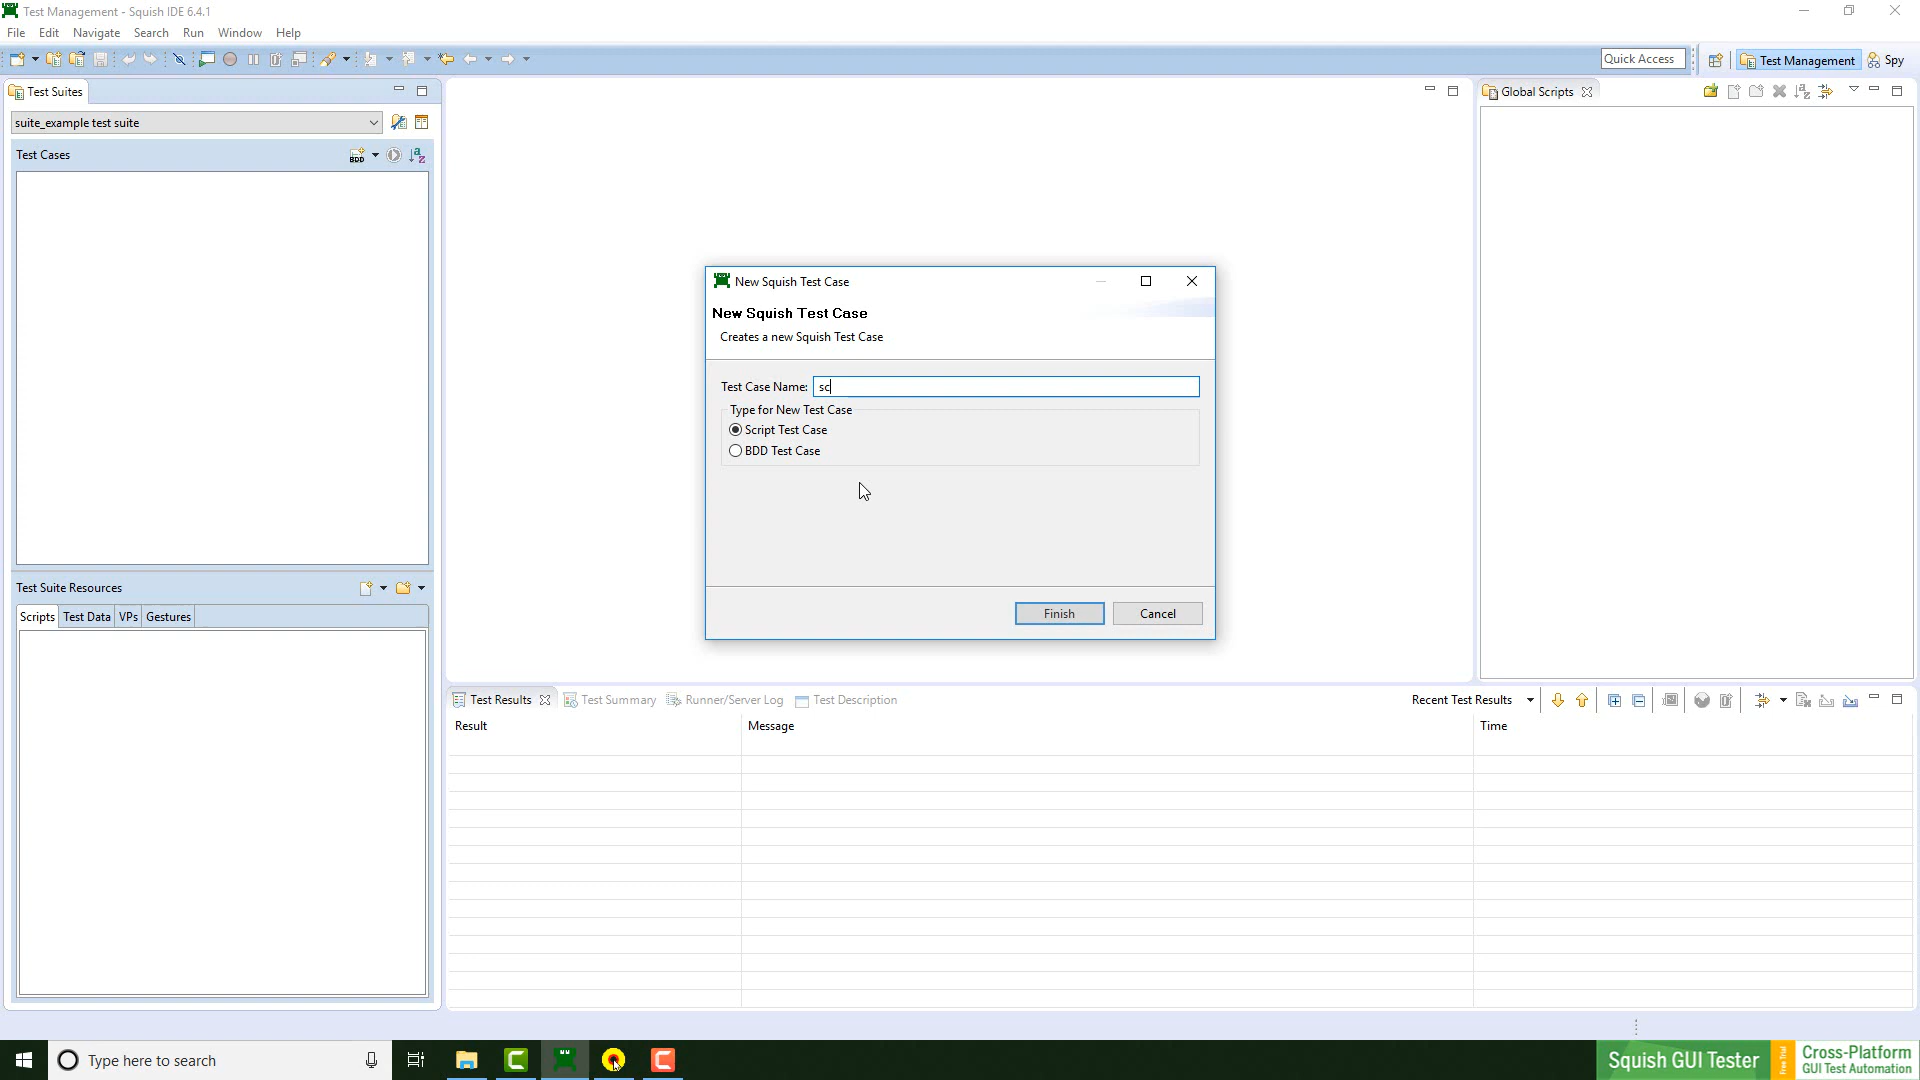 Test Management - Squish IDE 6.4.1
File Edit Navigate Search Run Window Help
Quick Access Test Management Spy
Test Suites
suite_example test suite
Test Cases
BDD
Test Suite Resources
Scripts Test Data VPs Gestures
Global Scripts
New Squish Test Case
New Squish Test Case
Creates a new Squish Test Case
Test Case Name: sc
Type for New Test Case
Script Test Case
BDD Test Case
Finish Cancel
Test Results Test Summary Runner/Server Log Test Description Recent Test Results
Result Message Time
Type here to search
Squish GUI Tester
Free Trial
Cross-Platform
GUI Test Automation